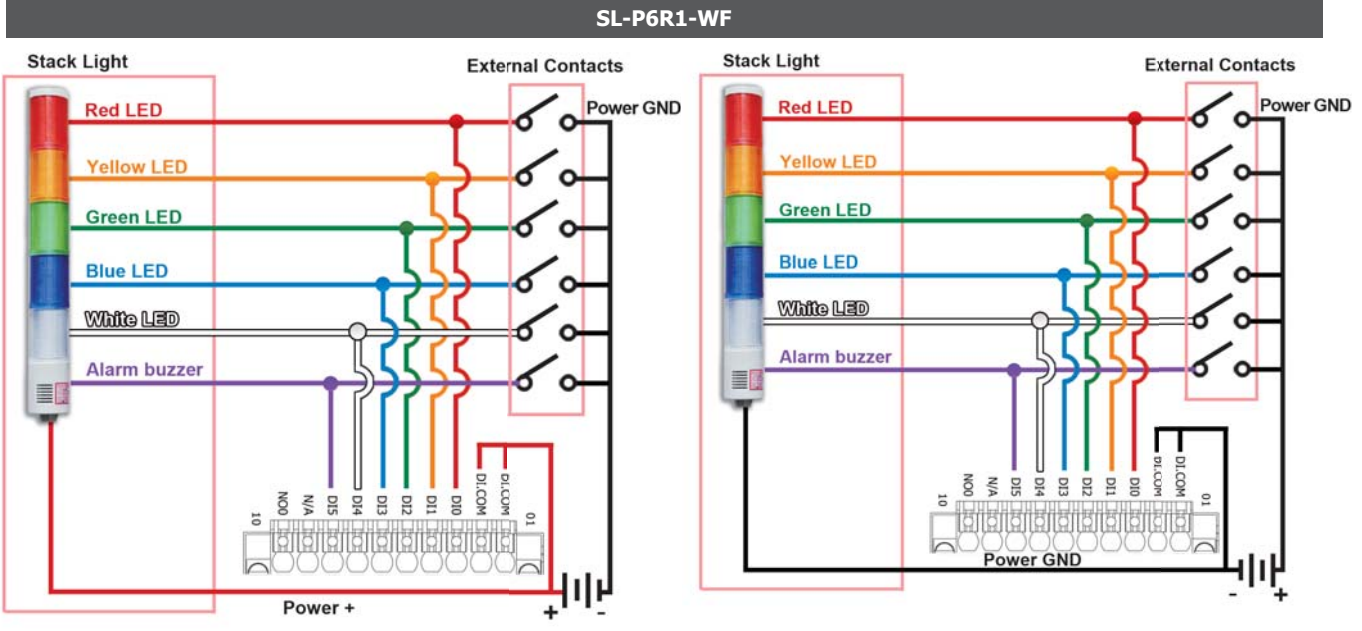 SL-P6R1-WF
Stack Light
External Contacts
Red LED
Power GND
Yellow LED
Green LED
Blue LED
White LED
Alarm buzzer
10
NO0
N/A
DI5
DI4
DI3
DI2
DI1
DI0
DI.COM
DI.COM
01
Power +
+
-
Stack Light
External Contacts
Red LED
Power GND
Yellow LED
Green LED
Blue LED
White LED
Alarm buzzer
10
NO0
N/A
DI5
DI4
DI3
DI2
DI1
DI0
DI.COM
DI.COM
01
Power GND
-
+